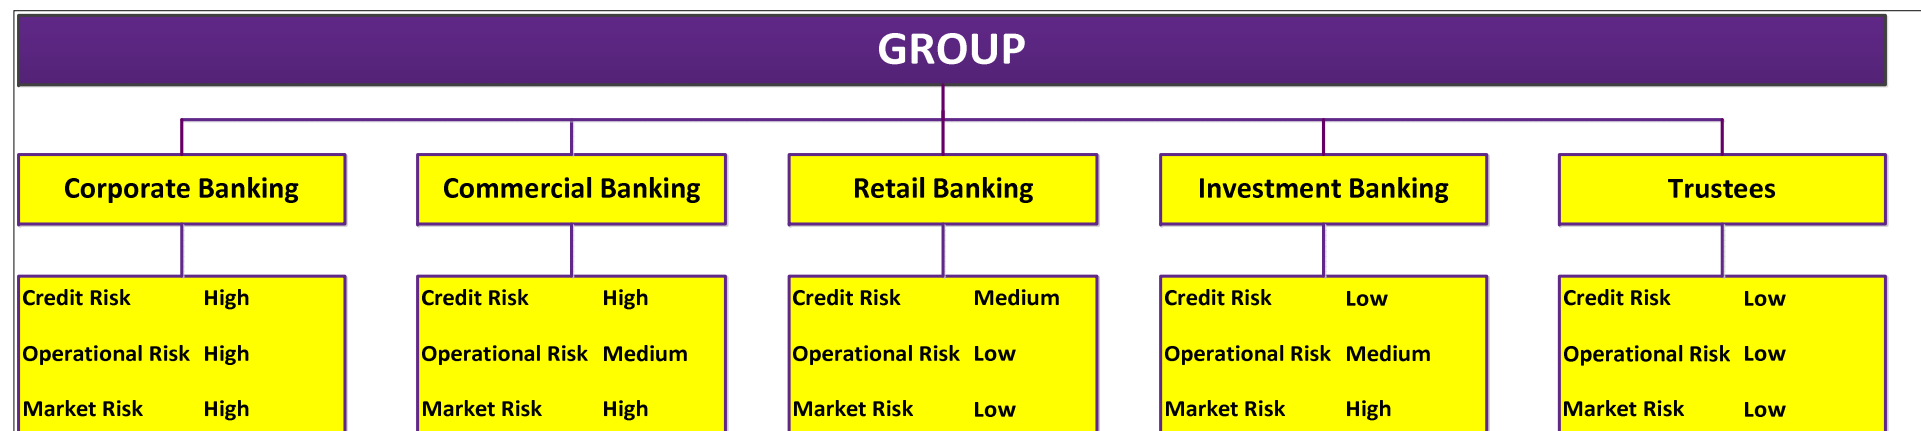 GROUP
Corporate Banking Commercial Banking Retail Banking Investment Banking Trustees
Credit Risk High Credit Risk High Credit Risk Medium Credit Risk Low Credit Risk Low
Operational Risk High Operational Risk Medium Operational Risk Low Operational Risk Medium Operational Risk Low
Market Risk High Market Risk High Market Risk Low Market Risk High Market Risk Low